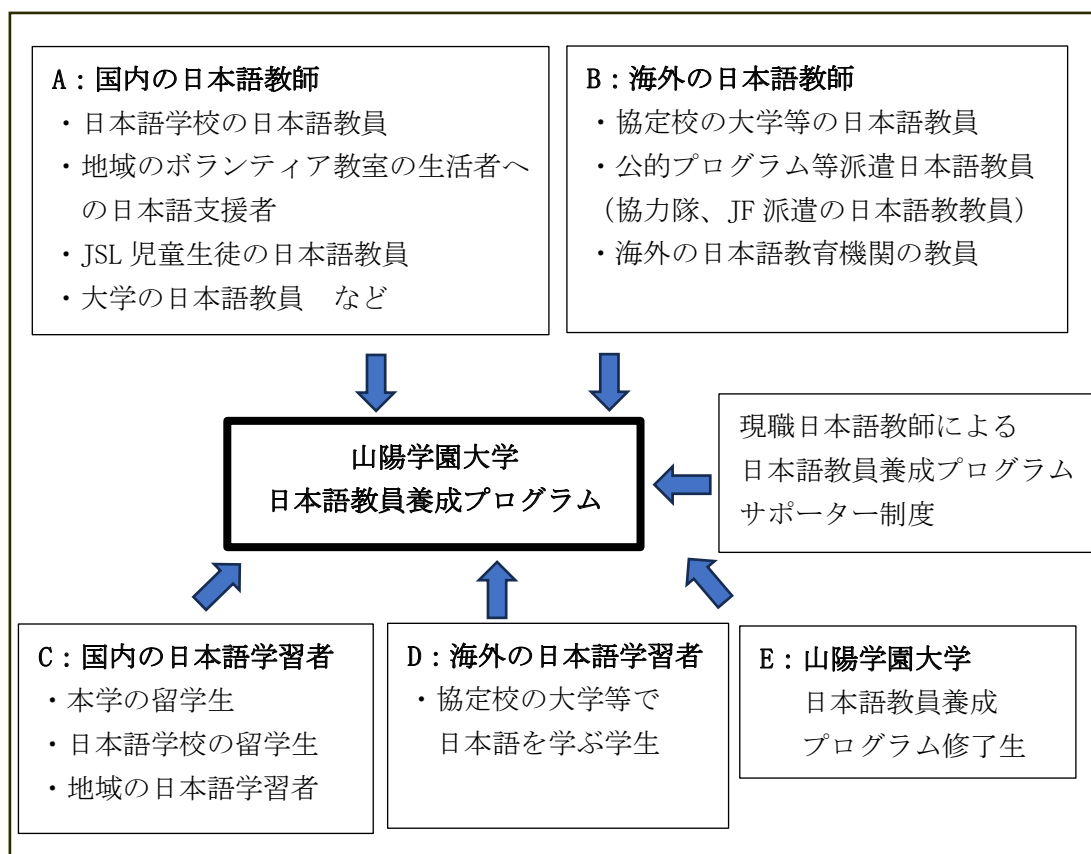 A：国内の日本語教師
・日本語学校の日本語教員
・地域のボランティア教室の生活者へ
の日本語支援者
・JSL 児童生徒の日本語教員
・大学の日本語教員　など
B：海外の日本語教師
・協定校の大学等の日本語教員
・公的プログラム等派遣日本語教員
（協力隊、JF 派遣の日本語教教員）
・海外の日本語教育機関の教員
山陽学園大学
日本語教員養成プログラム
現職日本語教師による
日本語教員養成プログラム
サポーター制度
C：国内の日本語学習者
・本学の留学生
・日本語学校の留学生
・地域の日本語学習者
D：海外の日本語学習者
・協定校の大学等で
日本語を学ぶ学生
E：山陽学園大学
日本語教員養成
プログラム修了生